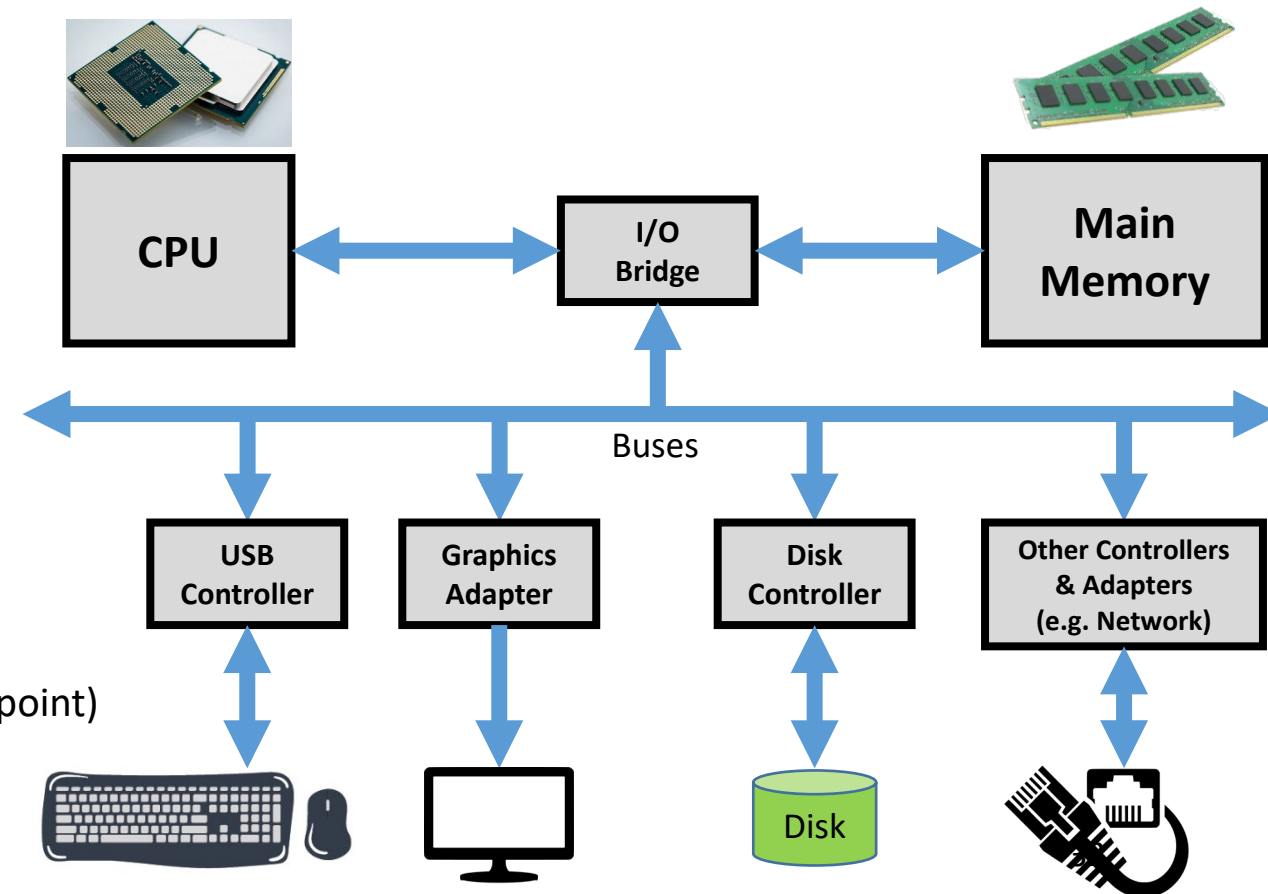 CPU
I/O
Bridge
Main
Memory
Buses
USB
Controller
Graphics
Adapter
Disk
Controller
Other Controllers
& Adapters
(e.g. Network)
point)
Disk